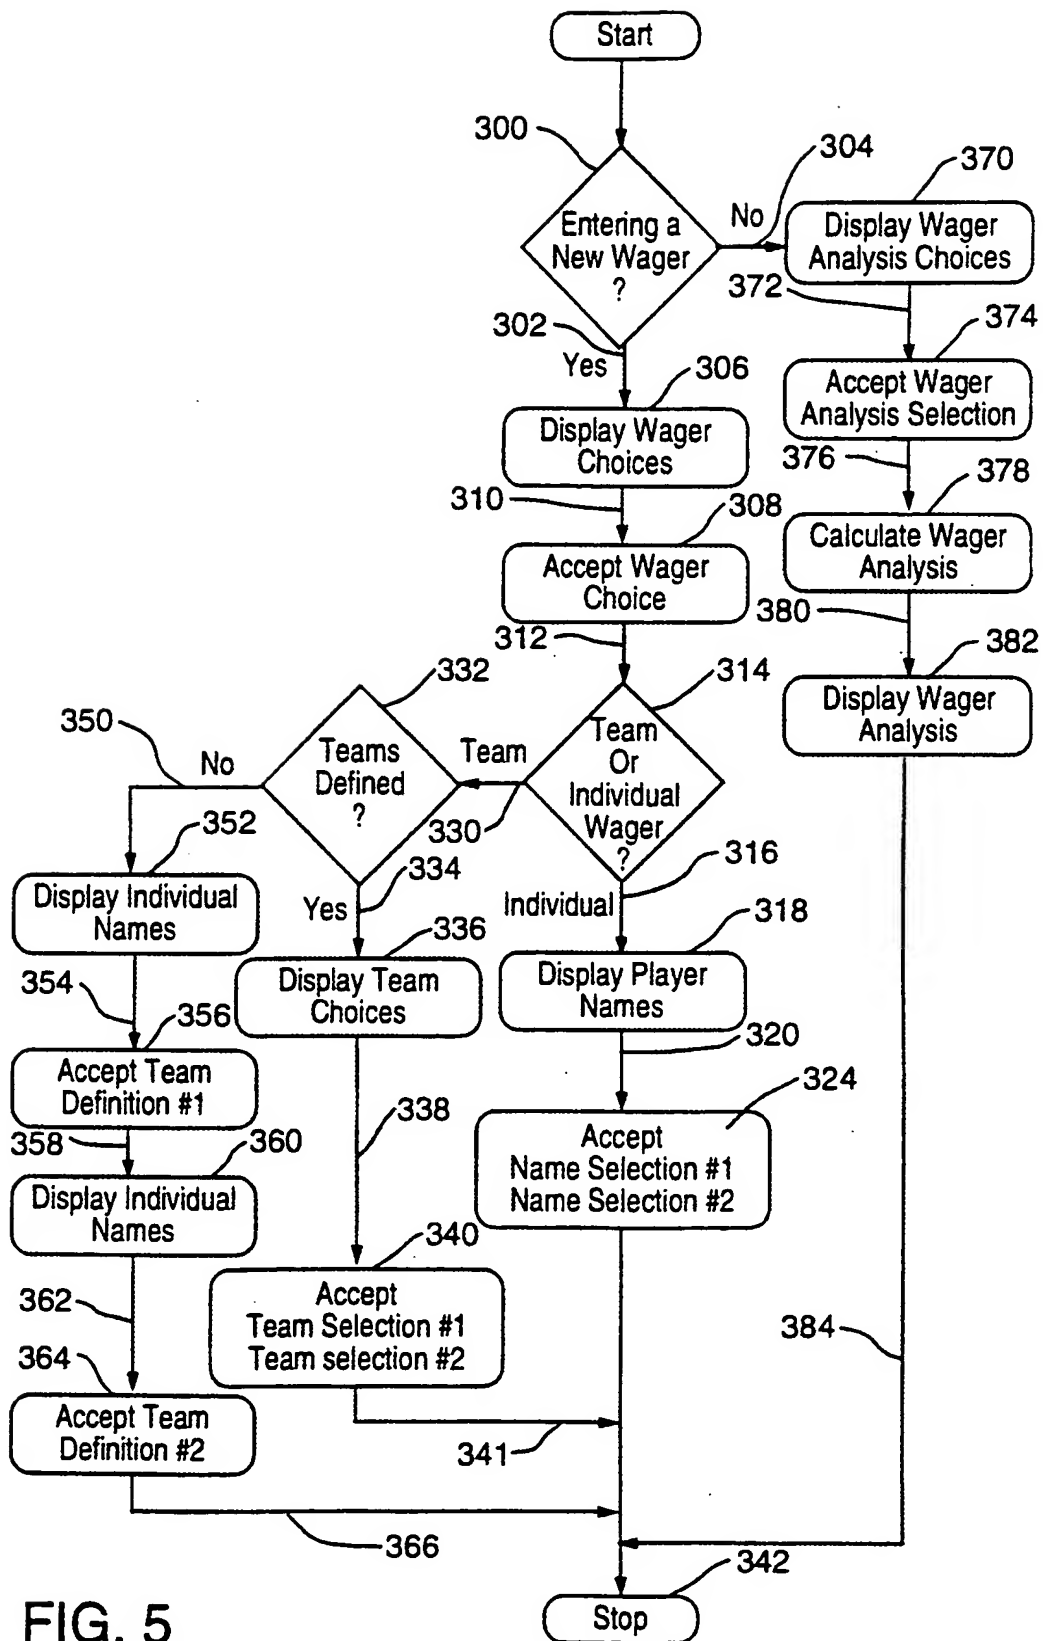 Start
300
304
370
Entering a
New Wager
?
No
Display Wager
Analysis Choices
302
Yes
372
306
374
Display Wager
Choices
Accept Wager
Analysis Selection
310
308
376
378
Accept Wager
Choice
Calculate Wager
Analysis
312
380
382
332
314
Display Wager
Analysis
350
No
Teams
Defined
?
Team
330
Team
Or
Individual
Wager
?
352
334
316
Display Individual
Names
Yes
336
Individual
318
Display Team
Choices
Display Player
Names
354
356
320
Accept Team
Definition #1
338
324
358
360
Accept
Name Selection #1
Name Selection #2
Display Individual
Names
340
362
Accept
Team Selection #1
Team selection #2
384
364
Accept Team
Definition #2
341
366
342
Stop
FIG. 5